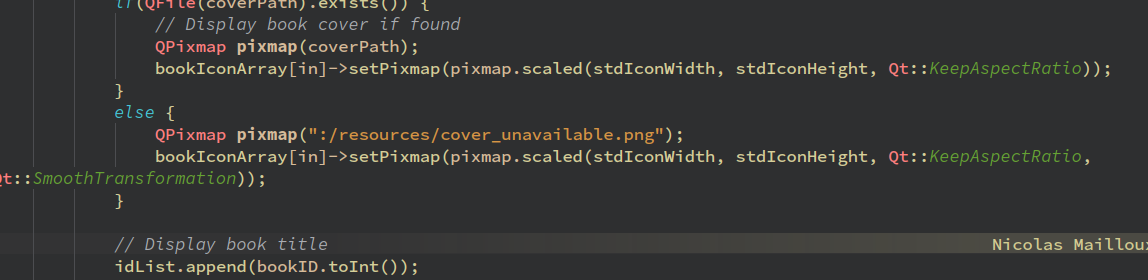 if(QFile(coverPath).exists()) {
// Display book cover if found
QPixmap pixmap(coverPath);
bookIconArray[in]->setPixmap(pixmap.scaled(stdIconWidth, stdIconHeight, Qt::KeepAspectRatio));
}
else {
QPixmap pixmap(":/resources/cover_unavailable.png");
bookIconArray[in]->setPixmap(pixmap.scaled(stdIconWidth, stdIconHeight, Qt::KeepAspectRatio,
Qt::SmoothTransformation));
}
// Display book title Nicolas Mailloux
idList.append(bookID.toInt());